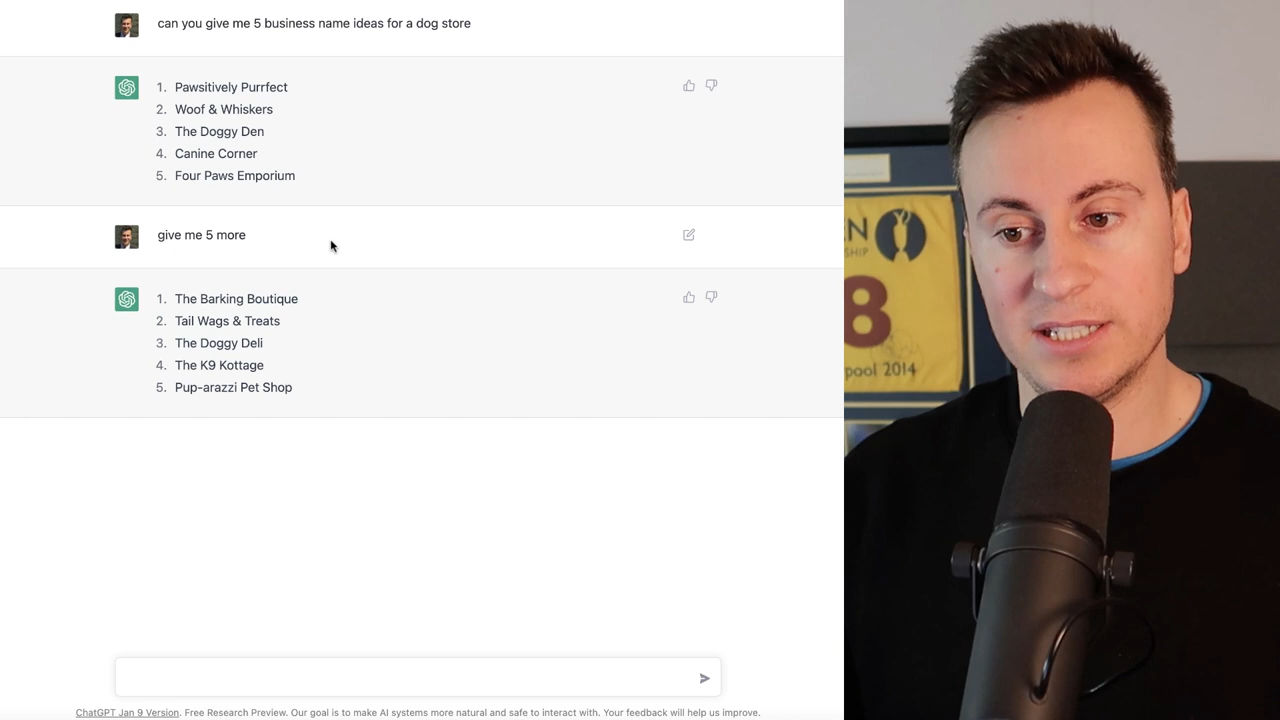 can you give me 5 business name ideas for a dog store
1. Pawsitively Purrfect
2. Woof & Whiskers
3. The Doggy Den
4. Canine Corner
5. Four Paws Emporium
give me 5 more
1. The Barking Boutique
2. Tail Wags & Treats
3. The Doggy Deli
4. The K9 Kottage
5. Pup-arazzi Pet Shop
ChatGPT Jan 9 Version. Free Research Preview. Our goal is to make AI systems more natural and safe to interact with. Your feedback will help us improve.
EN
SHIP
8
pool 2014